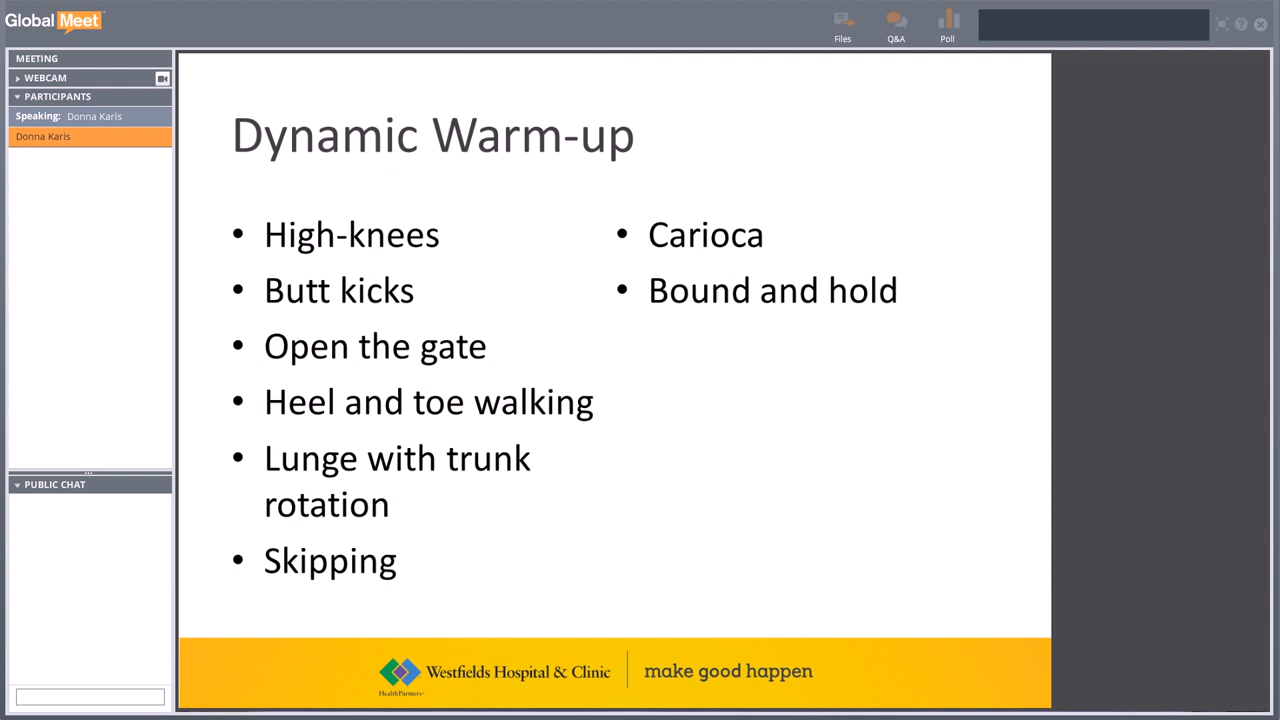 Global Meet
Files
Q&A
Poll
MEETING
WEBCAM
PARTICIPANTS
Speaking: Donna Karis
Donna Karis
PUBLIC CHAT
Dynamic Warm-up
• High-knees
• Butt kicks
• Open the gate
• Heel and toe walking
• Lunge with trunk
rotation
• Skipping
• Carioca
• Bound and hold
HealthPartners
Westfields Hospital & Clinic
make good happen